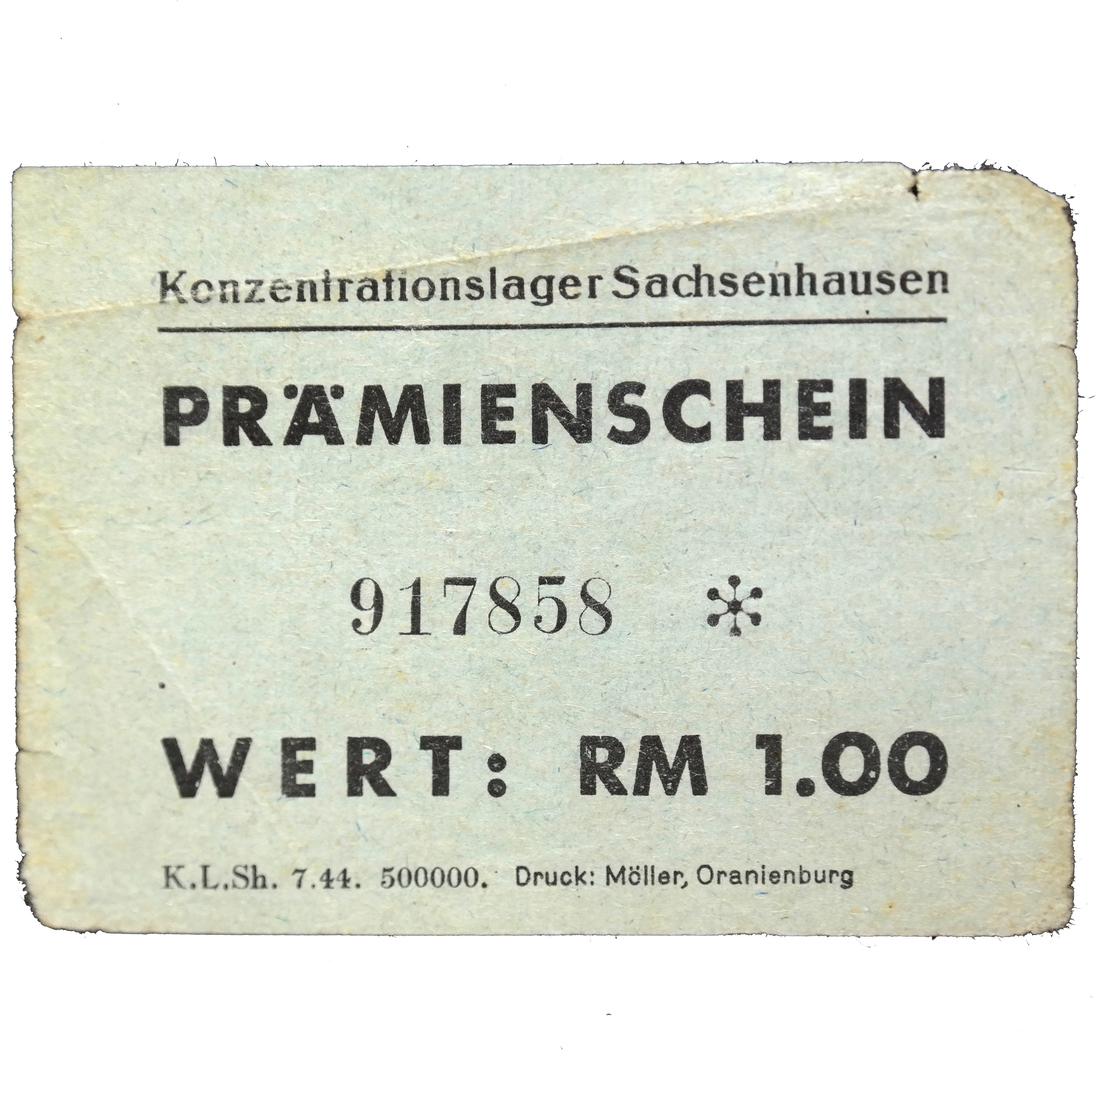 Konzentrationslager Sachsenhausen
PRÄMIENSCHEIN
917858 *
WERT: RM 1.00
K.L.Sh. 7.44. 500000. Druck: Möller, Oranienburg